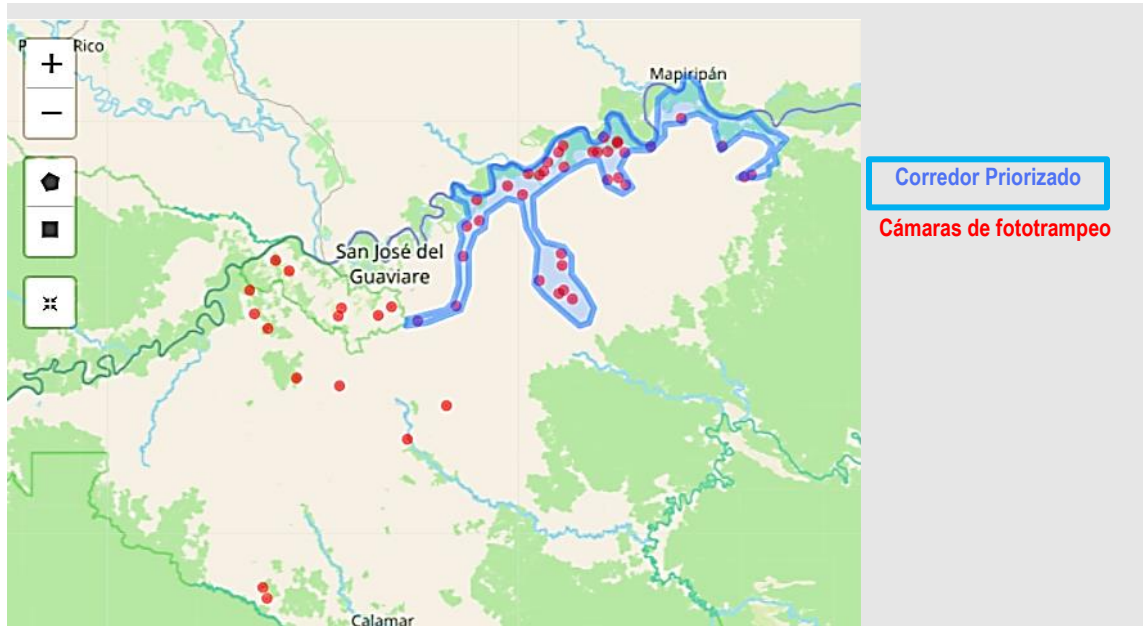 Rico
Mapiripán
Corredor Priorizado
Cámaras de fototrampeo
San José del
Guaviare
Calamar